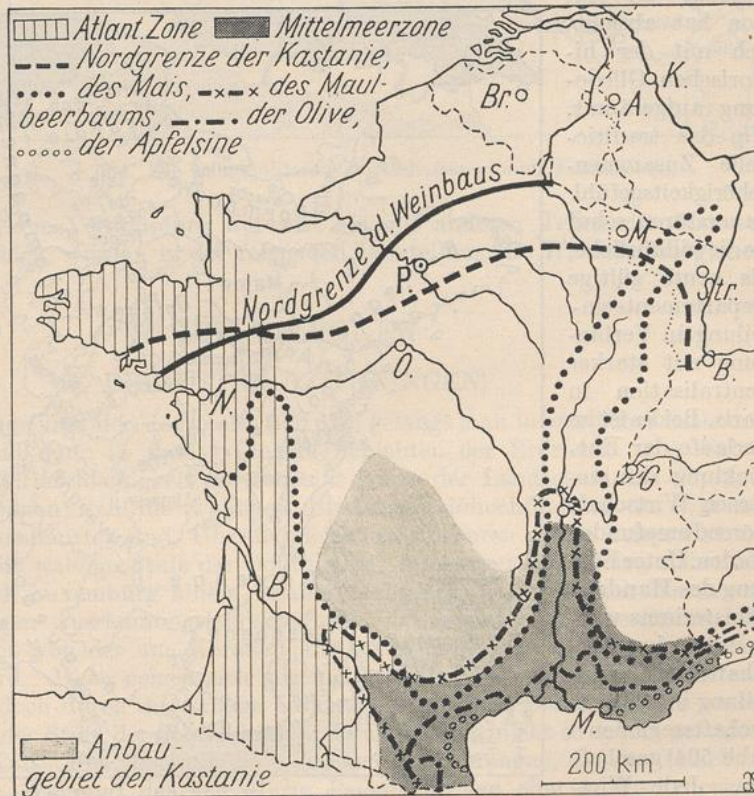 Atlant. Zone Mittelmeerzone
Nordgrenze der Kastanie,
des Mais, des Maul-
beerbaums, der Olive,
der Apfelsine
Br.
K.
A.
Nordgrenze d. Weinbaus
N.
P.
Str.
B
O.
N.
G.
B
M.
Anbau-
gebiet der Kastanie
200 Km